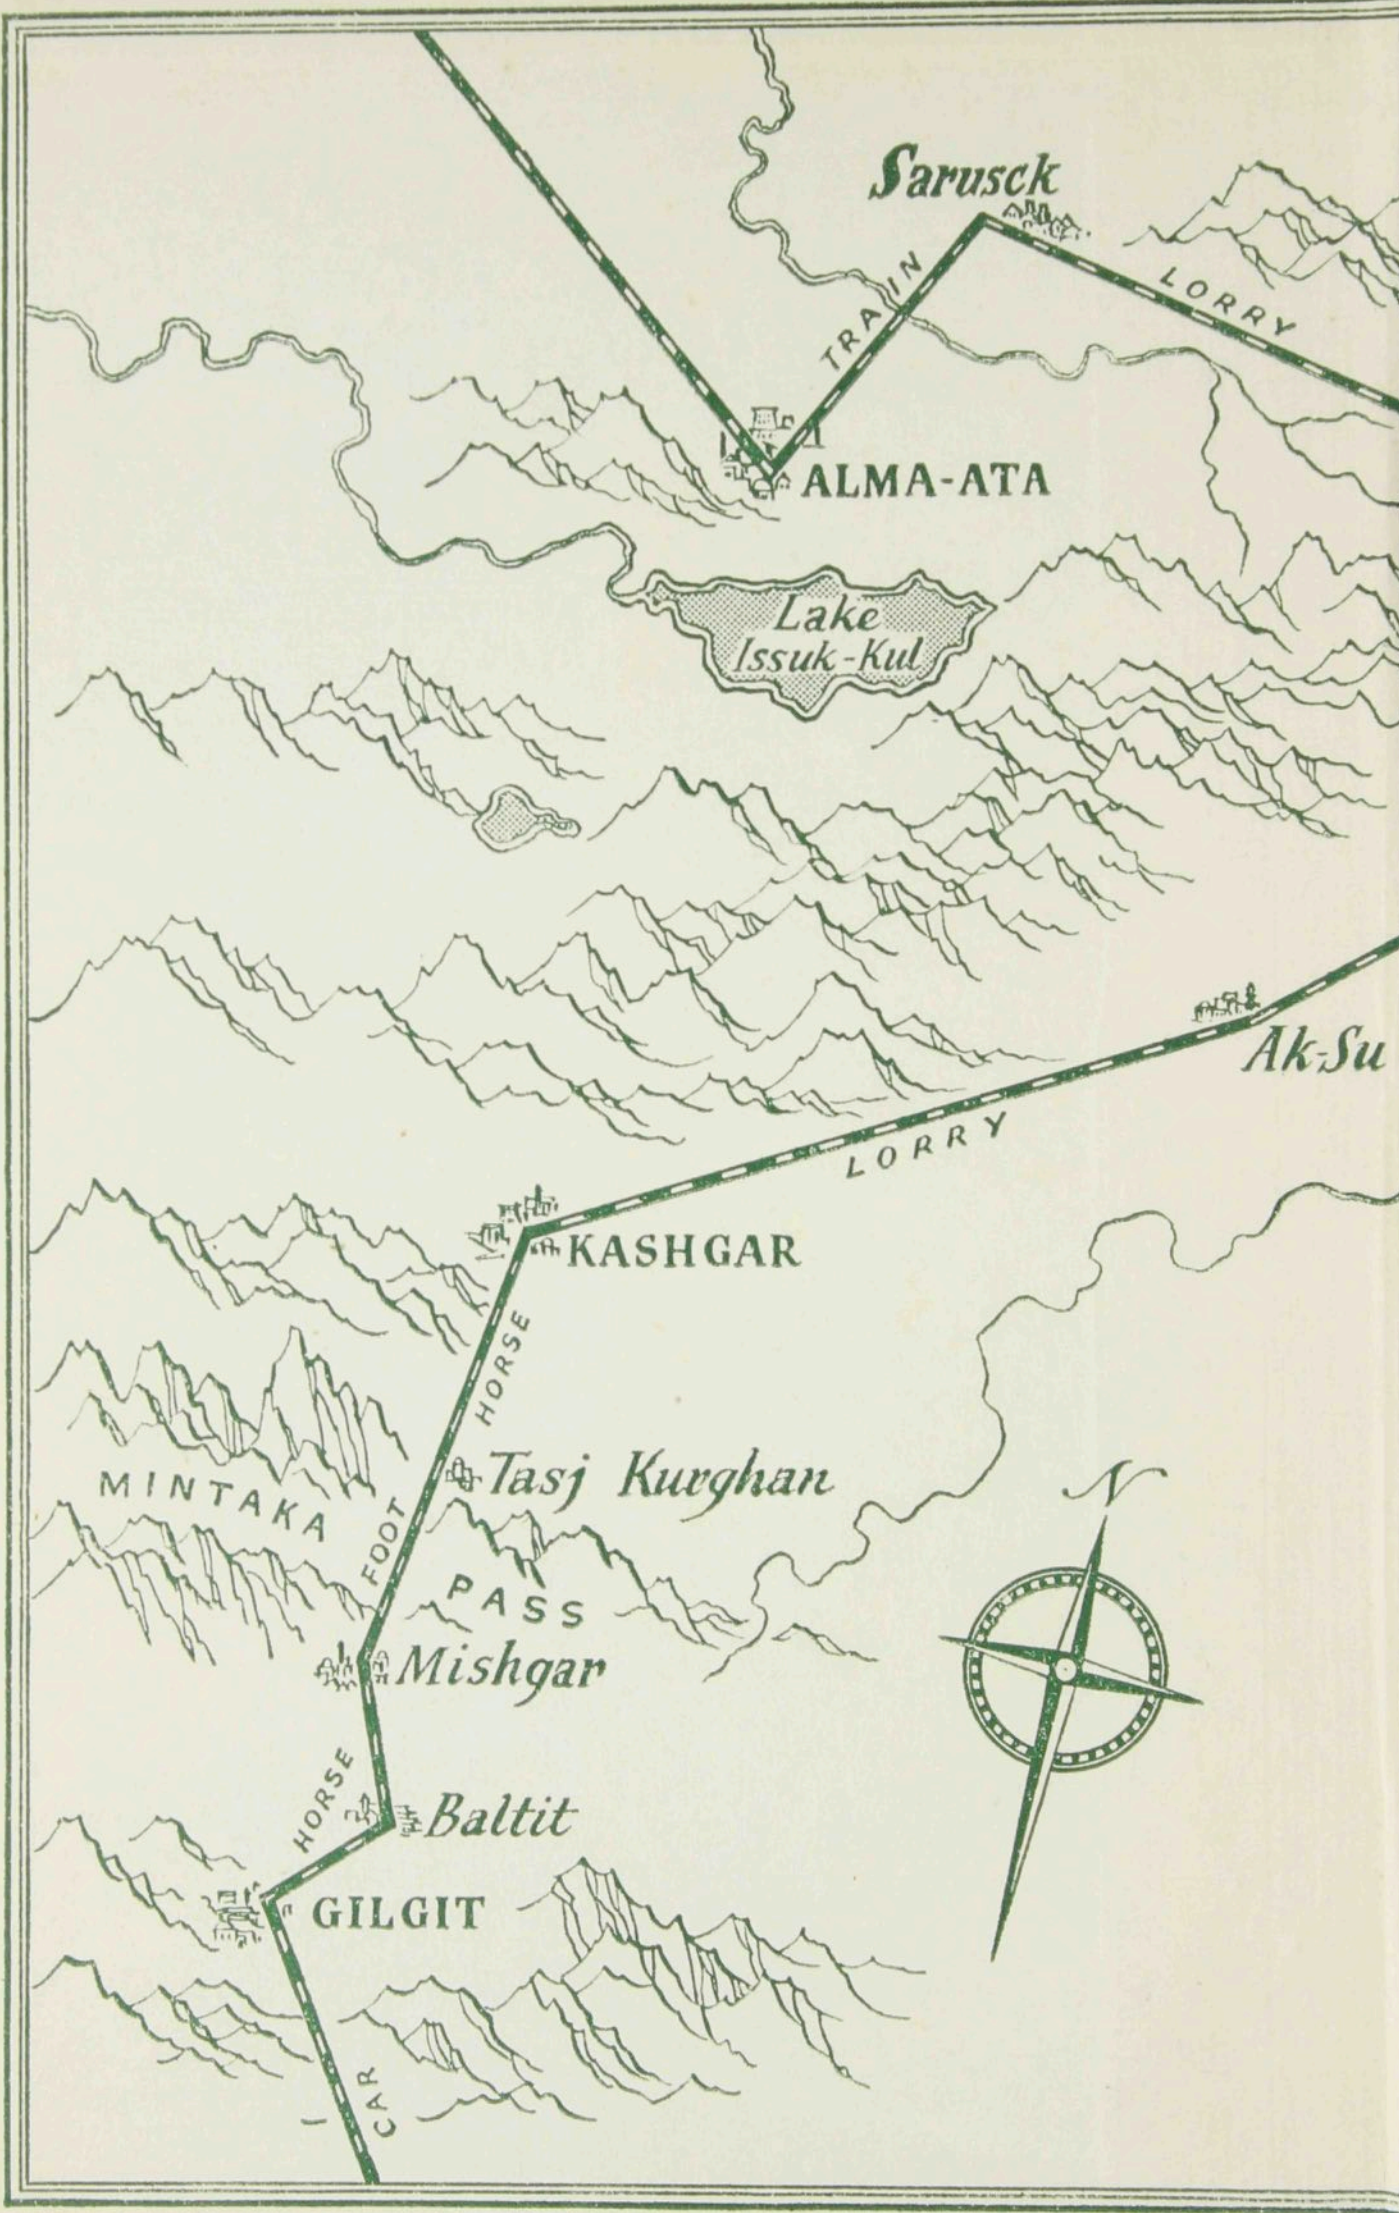 Sarusck
TRAIN
LORRY
ALMA-ATA
Lake
Issuk-Kul
Ak-Su
LORRY
KASHGAR
HORSE
Tasj Kurghan
MINTAKA
FOOT
PASS
N
Mishgar
HORSE
Baltit
GILGIT
CAR